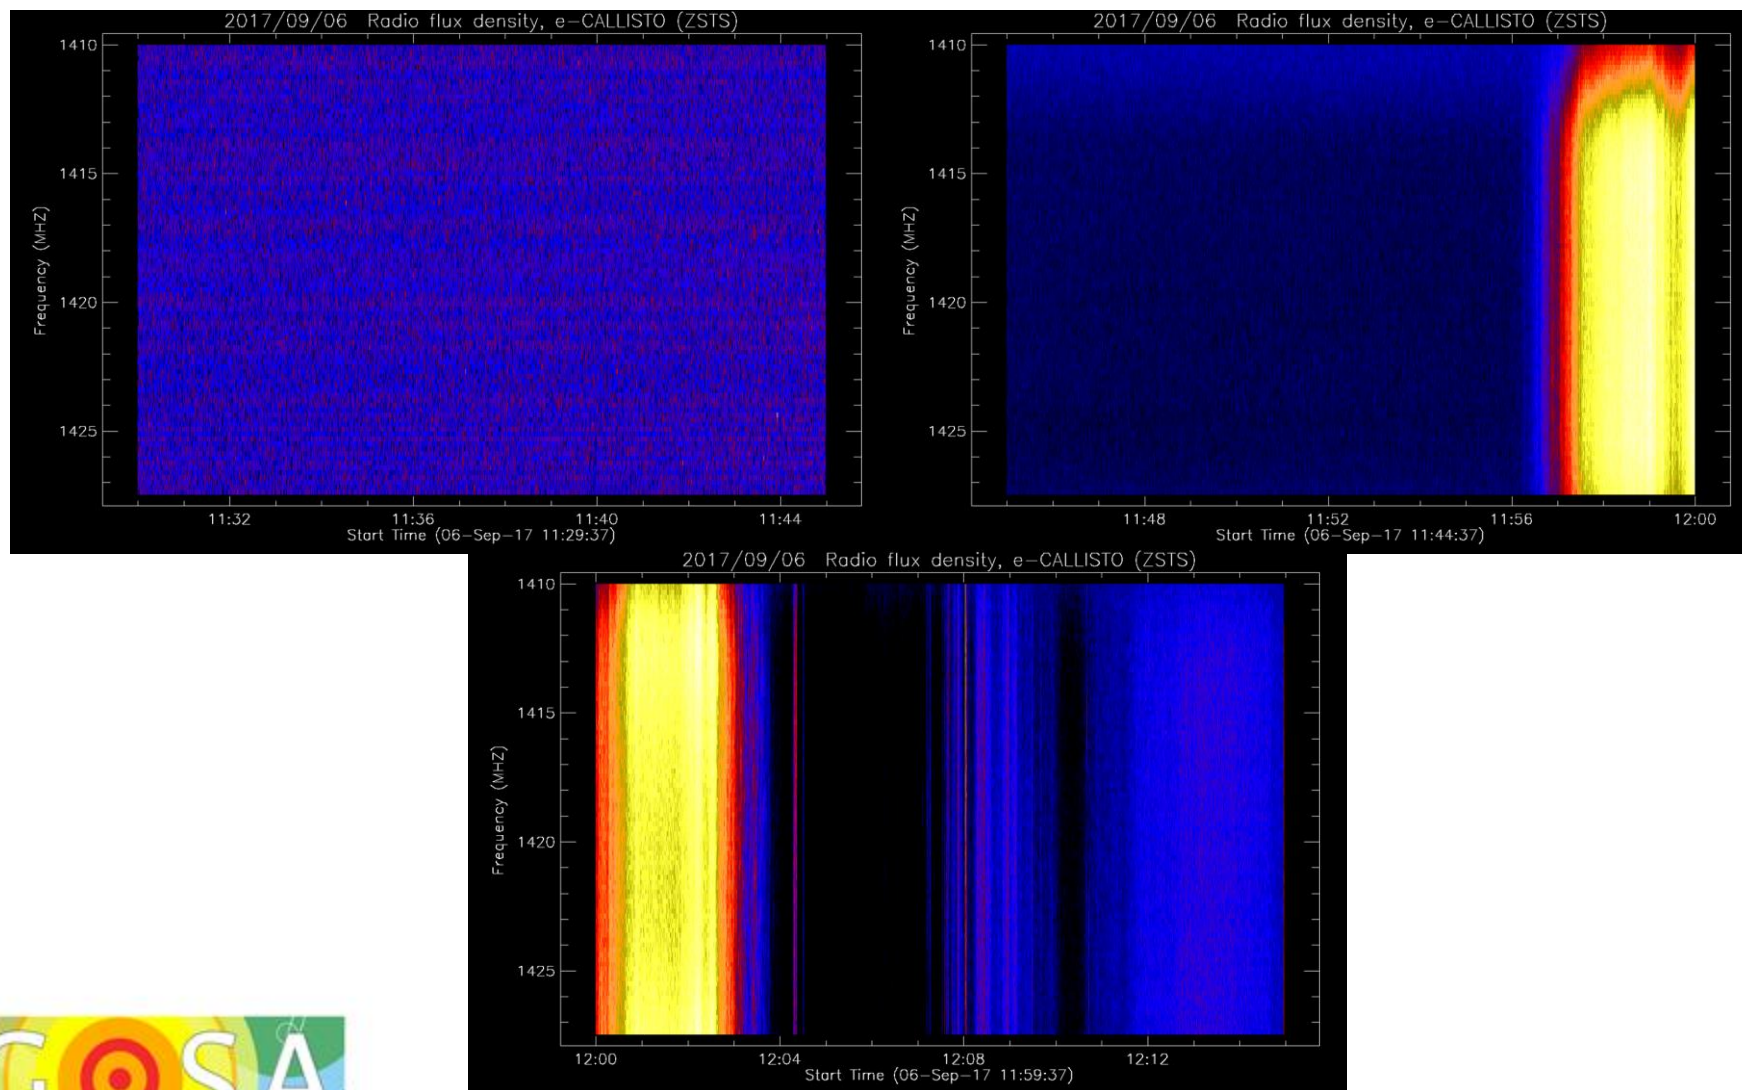 2017/09/06 Radio flux density, e-CALLISTO (ZSTS)
1410
1415
1420
1425
Frequency (MHZ)
11:32 11:36 11:40 11:44
Start Time (06-Sep-17 11:29:37)
2017/09/06 Radio flux density, e-CALLISTO (ZSTS)
1410
1415
1420
1425
Frequency (MHZ)
11:48 11:52 11:56 12:00
Start Time (06-Sep-17 11:44:37)
2017/09/06 Radio flux density, e-CALLISTO (ZSTS)
1410
1415
1420
1425
Frequency (MHZ)
12:00 12:04 12:08 12:12
Start Time (06-Sep-17 11:59:37)
GOSA